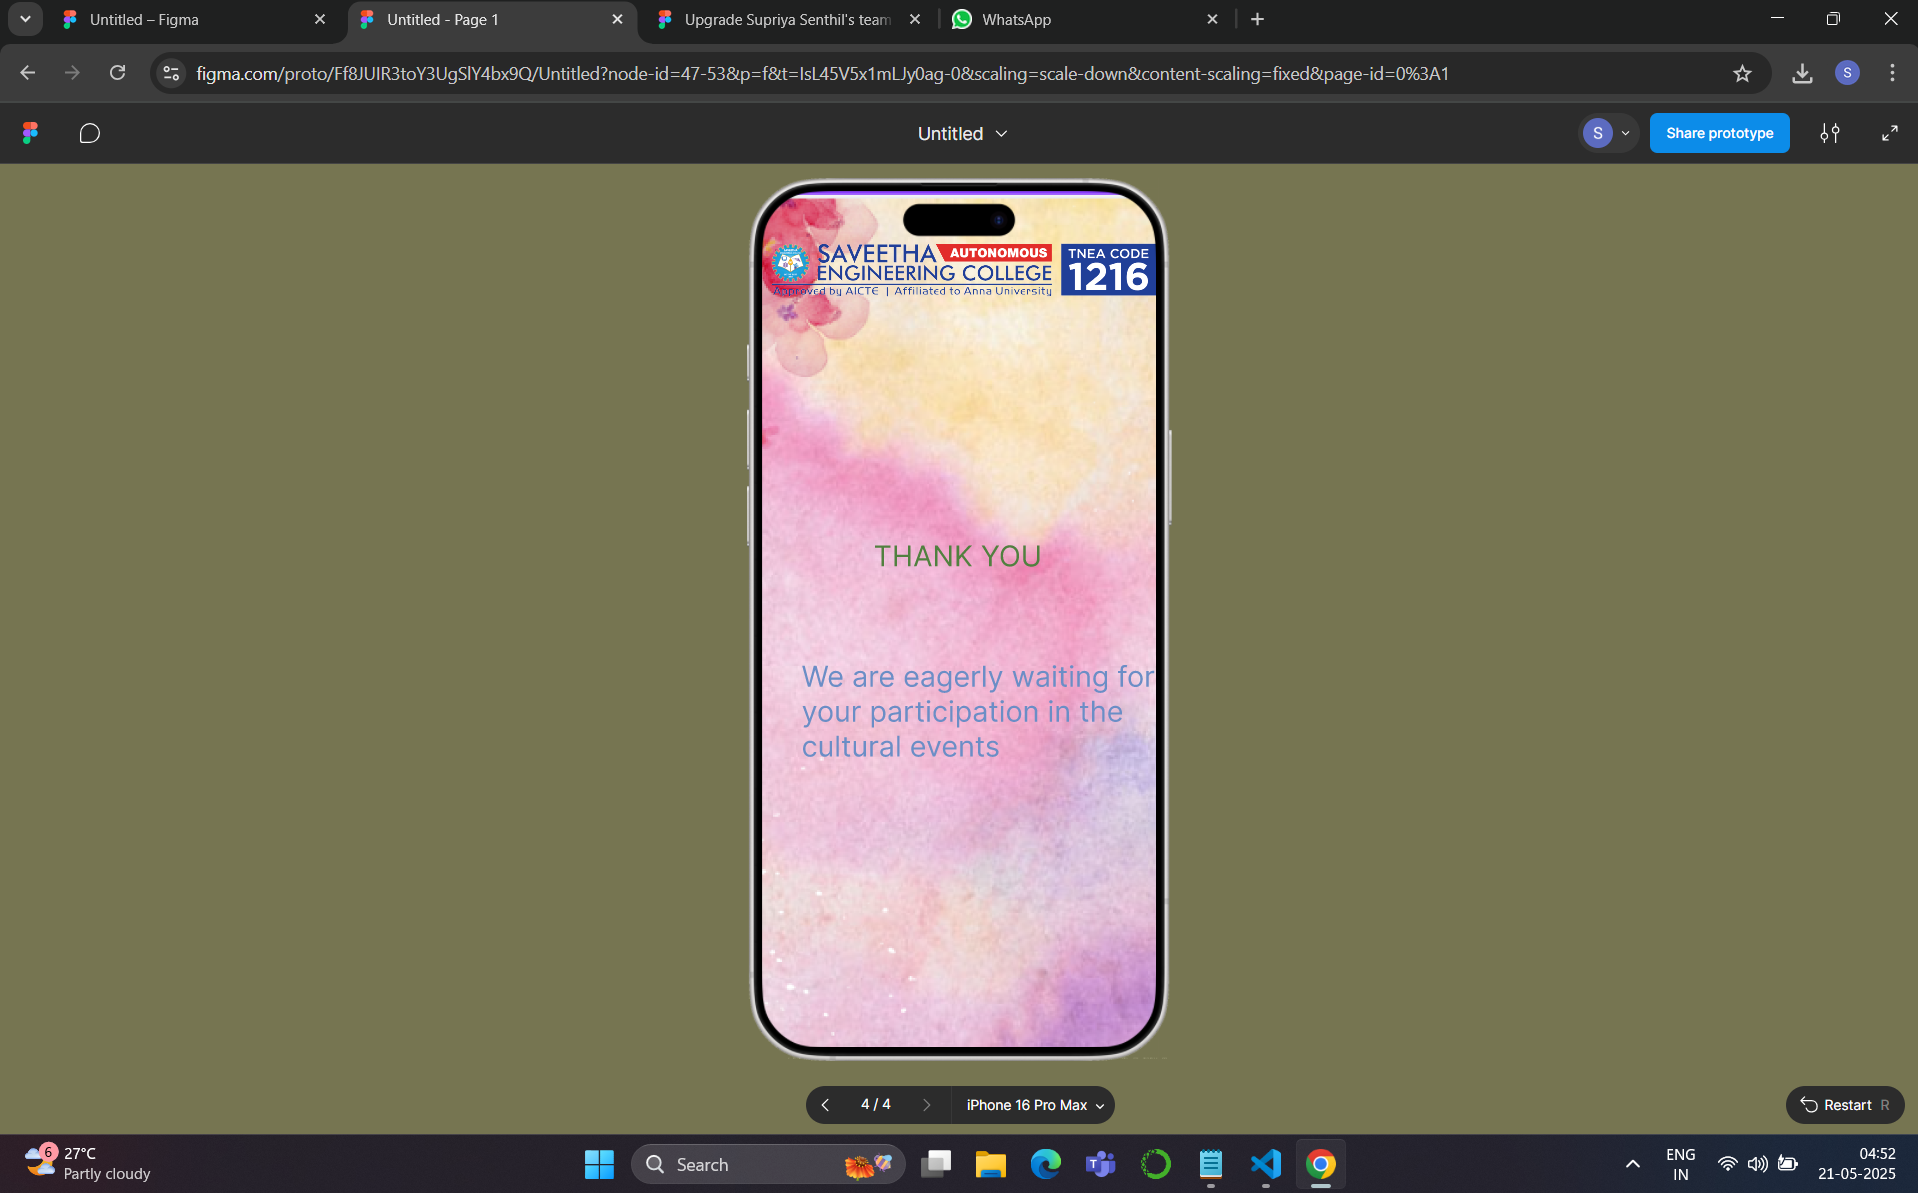 Untitled – Figma
Untitled - Page 1
Upgrade Supriya Senthil's team
WhatsApp
figma.com/proto/Ff8JUIR3toY3UgSlY4bx9Q/Untitled?node-id=47-53&p=f&t=IsL45V5x1mLJy0ag-0&scaling=scale-down&content-scaling=fixed&page-id=0%3A1
S
Untitled
S
Share prototype
SAVEETHA AUTONOMOUS
ENGINEERING COLLEGE
Approved by AICTE | Affiliated to Anna University
TNEA CODE
1216
THANK YOU
We are eagerly waiting for
your participation in the
cultural events
4 / 4
iPhone 16 Pro Max
Restart R
6
27°C
Partly cloudy
Search
ENG
IN
04:52
21-05-2025